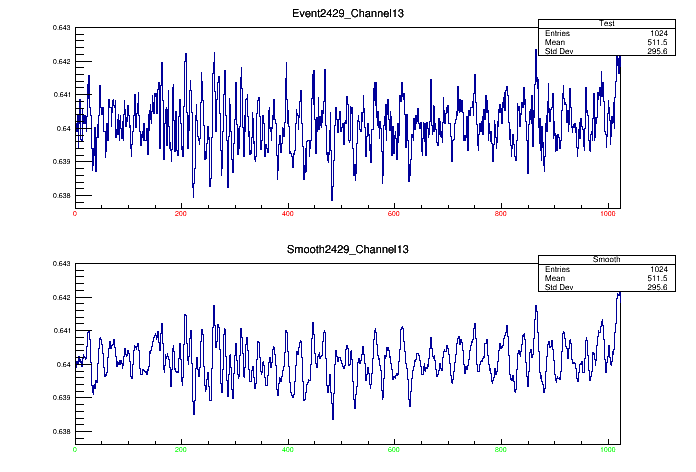 Event2429_Channel13
Test
Entries 1024
Mean 511.5
Std Dev 295.6
0.643
0.642
0.641
0.64
0.639
0.638
0 200 400 600 800 1000
Smooth2429_Channel13
Smooth
Entries 1024
Mean 511.5
Std Dev 295.6
0.643
0.642
0.641
0.64
0.639
0.638
0 200 400 600 800 1000